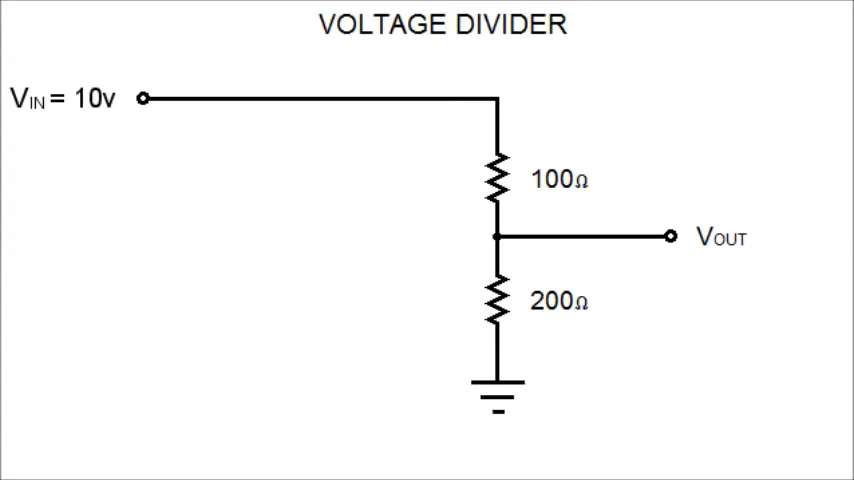 VOLTAGE DIVIDER
VIN = 10v
100Ω
VOUT
200Ω